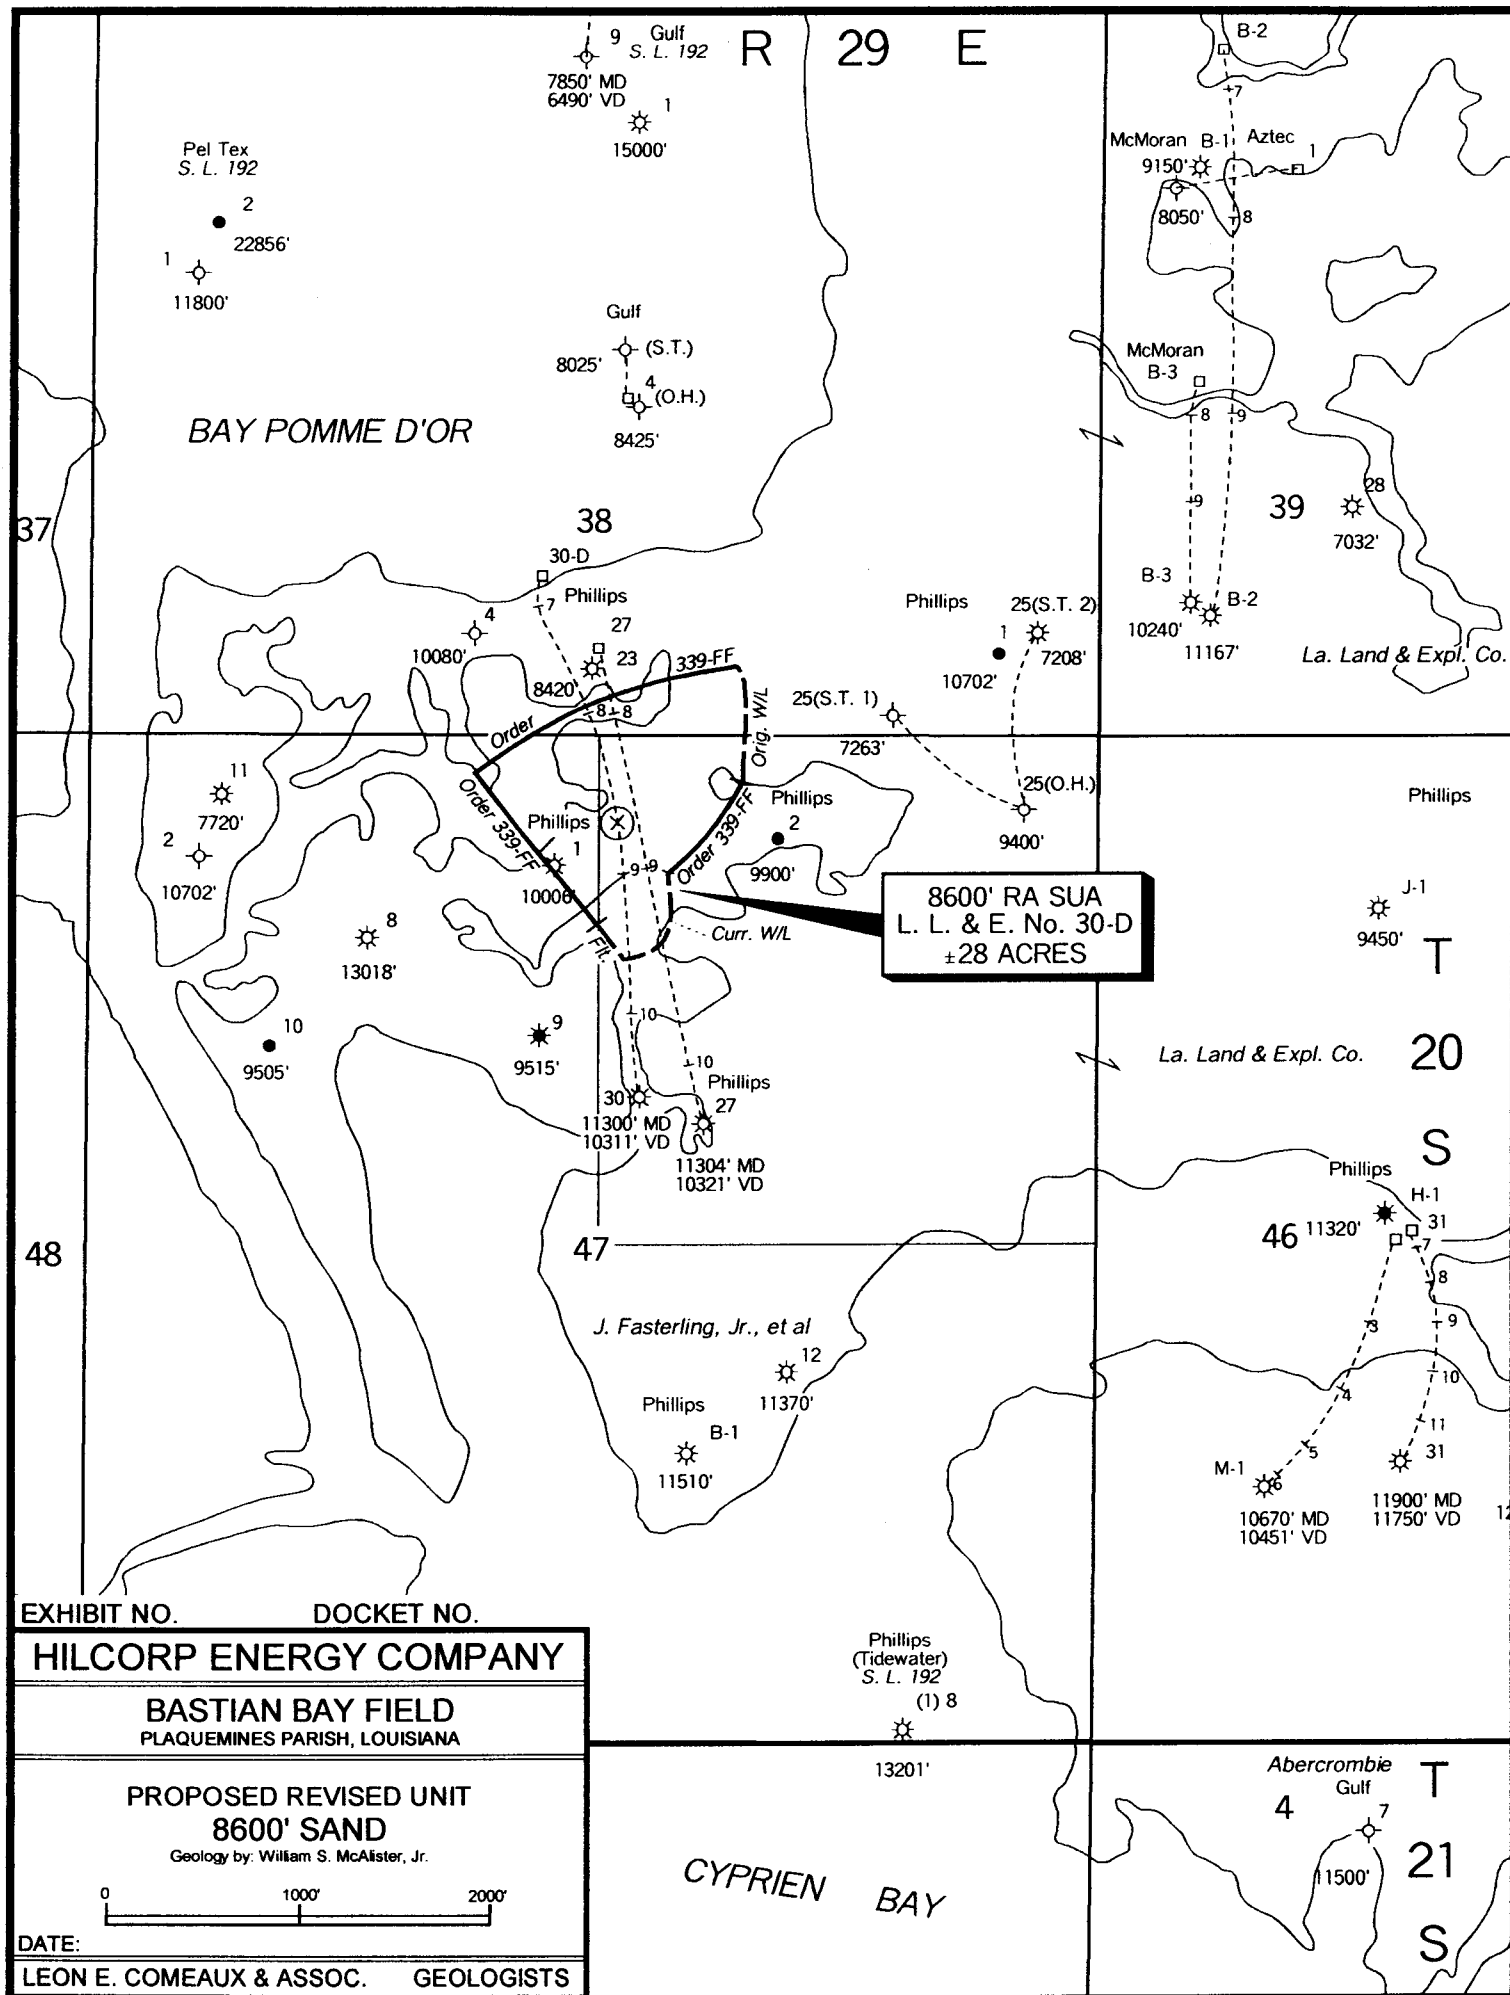 R 29 E
9
Gulf
S. L. 192
7850' MD
6490' VD
1
15000'
Pel Tex
S. L. 192
2
22856'
1
11800'
B-2
7
McMoran
B-1
Aztec
1
9150'
8050'
8
Gulf
(S.T.)
8025'
4
(O.H.)
8425'
McMoran
B-3
8
9
BAY POMME D'OR
37
38
9
39
28
7032'
30-D
7
Phillips
4
10080'
27
23
8420'
339-FF
Phillips
1
10702'
25(S.T. 2)
7208'
B-3
10240'
B-2
11167'
La. Land & Expl. Co.
8
8
Order
Orig. W/L
25(S.T. 1)
7263'
11
7720'
2
10702'
Order 339-FF
Phillips
1
10006'
9
9
Order 339-FF
Phillips
2
9900'
25(O.H.)
9400'
Phillips
8600' RA SUA
L. L. & E. No. 30-D
±28 ACRES
J-1
9450'
T
8
13018'
Flt.
Curr. W/L
10
9505'
9
9515'
10
10
La. Land & Expl. Co.
20
30
11300' MD
10311' VD
Phillips
27
11304' MD
10321' VD
S
Phillips
H-1
46
11320'
31
7
8
9
10
11
31
3
4
5
6
M-1
10670' MD
10451' VD
11900' MD
11750' VD
12
48
47
J. Fasterling, Jr., et al
12
11370'
Phillips
B-1
11510'
EXHIBIT NO. DOCKET NO.
HILCORP ENERGY COMPANY
BASTIAN BAY FIELD
PLAQUEMINES PARISH, LOUISIANA
PROPOSED REVISED UNIT
8600' SAND
Geology by: William S. McAlister, Jr.
0 1000' 2000'
DATE:
LEON E. COMEAUX & ASSOC. GEOLOGISTS
Phillips
(Tidewater)
S. L. 192
(1) 8
13201'
Abercrombie
Gulf
4
7
11500'
T
21
S
CYPRIEN BAY